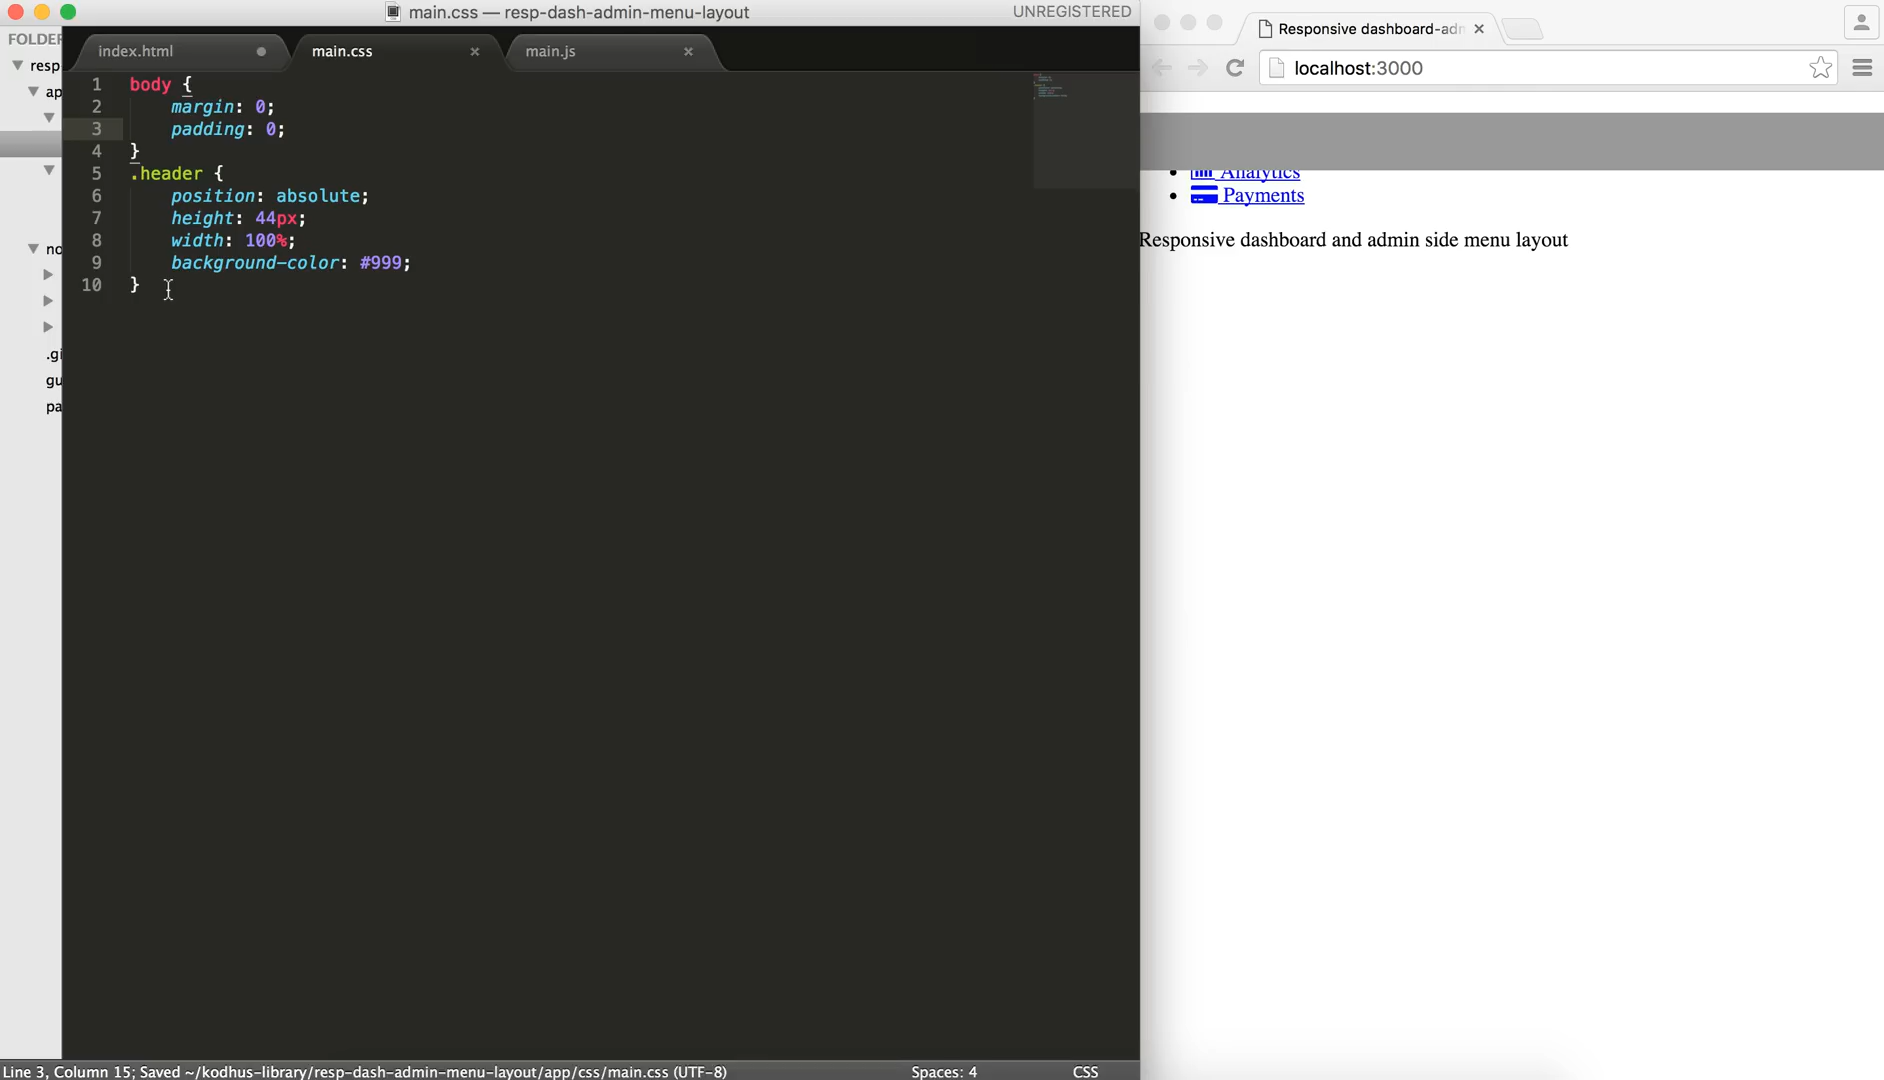 main.css — resp-dash-admin-menu-layout
UNREGISTERED
FOLDER
resp
ap
no
.gi
gu
pa
index.html
main.css
main.js
1 body {
2 margin: 0;
3 padding: 0;
4 }
5 .header {
6 position: absolute;
7 height: 44px;
8 width: 100%;
9 background-color: #999;
10 }
Line 3, Column 15; Saved ~/kodhus-library/resp-dash-admin-menu-layout/app/css/main.css (UTF-8)
Spaces: 4
CSS
Responsive dashboard-adm
localhost:3000
Analytics
Payments
Responsive dashboard and admin side menu layout